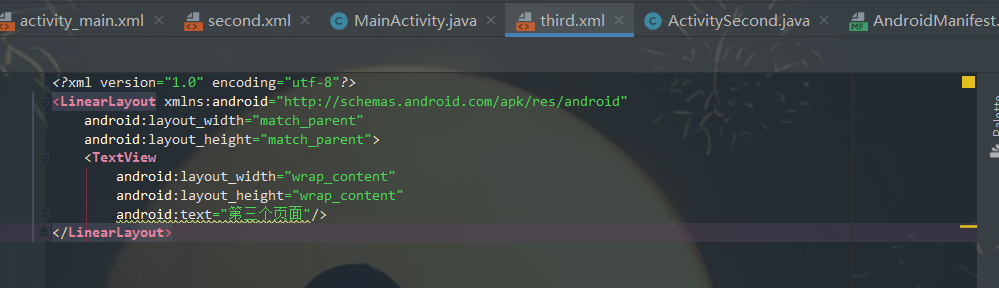 activity_main.xml second.xml MainActivity.java third.xml ActivitySecond.java AndroidManifest.
<?xml version="1.0" encoding="utf-8"?>
<LinearLayout xmlns:android="http://schemas.android.com/apk/res/android"
    android:layout_width="match_parent"
    android:layout_height="match_parent">
    <TextView
        android:layout_width="wrap_content"
        android:layout_height="wrap_content"
        android:text="第三个页面"/>
</LinearLayout>
Palette